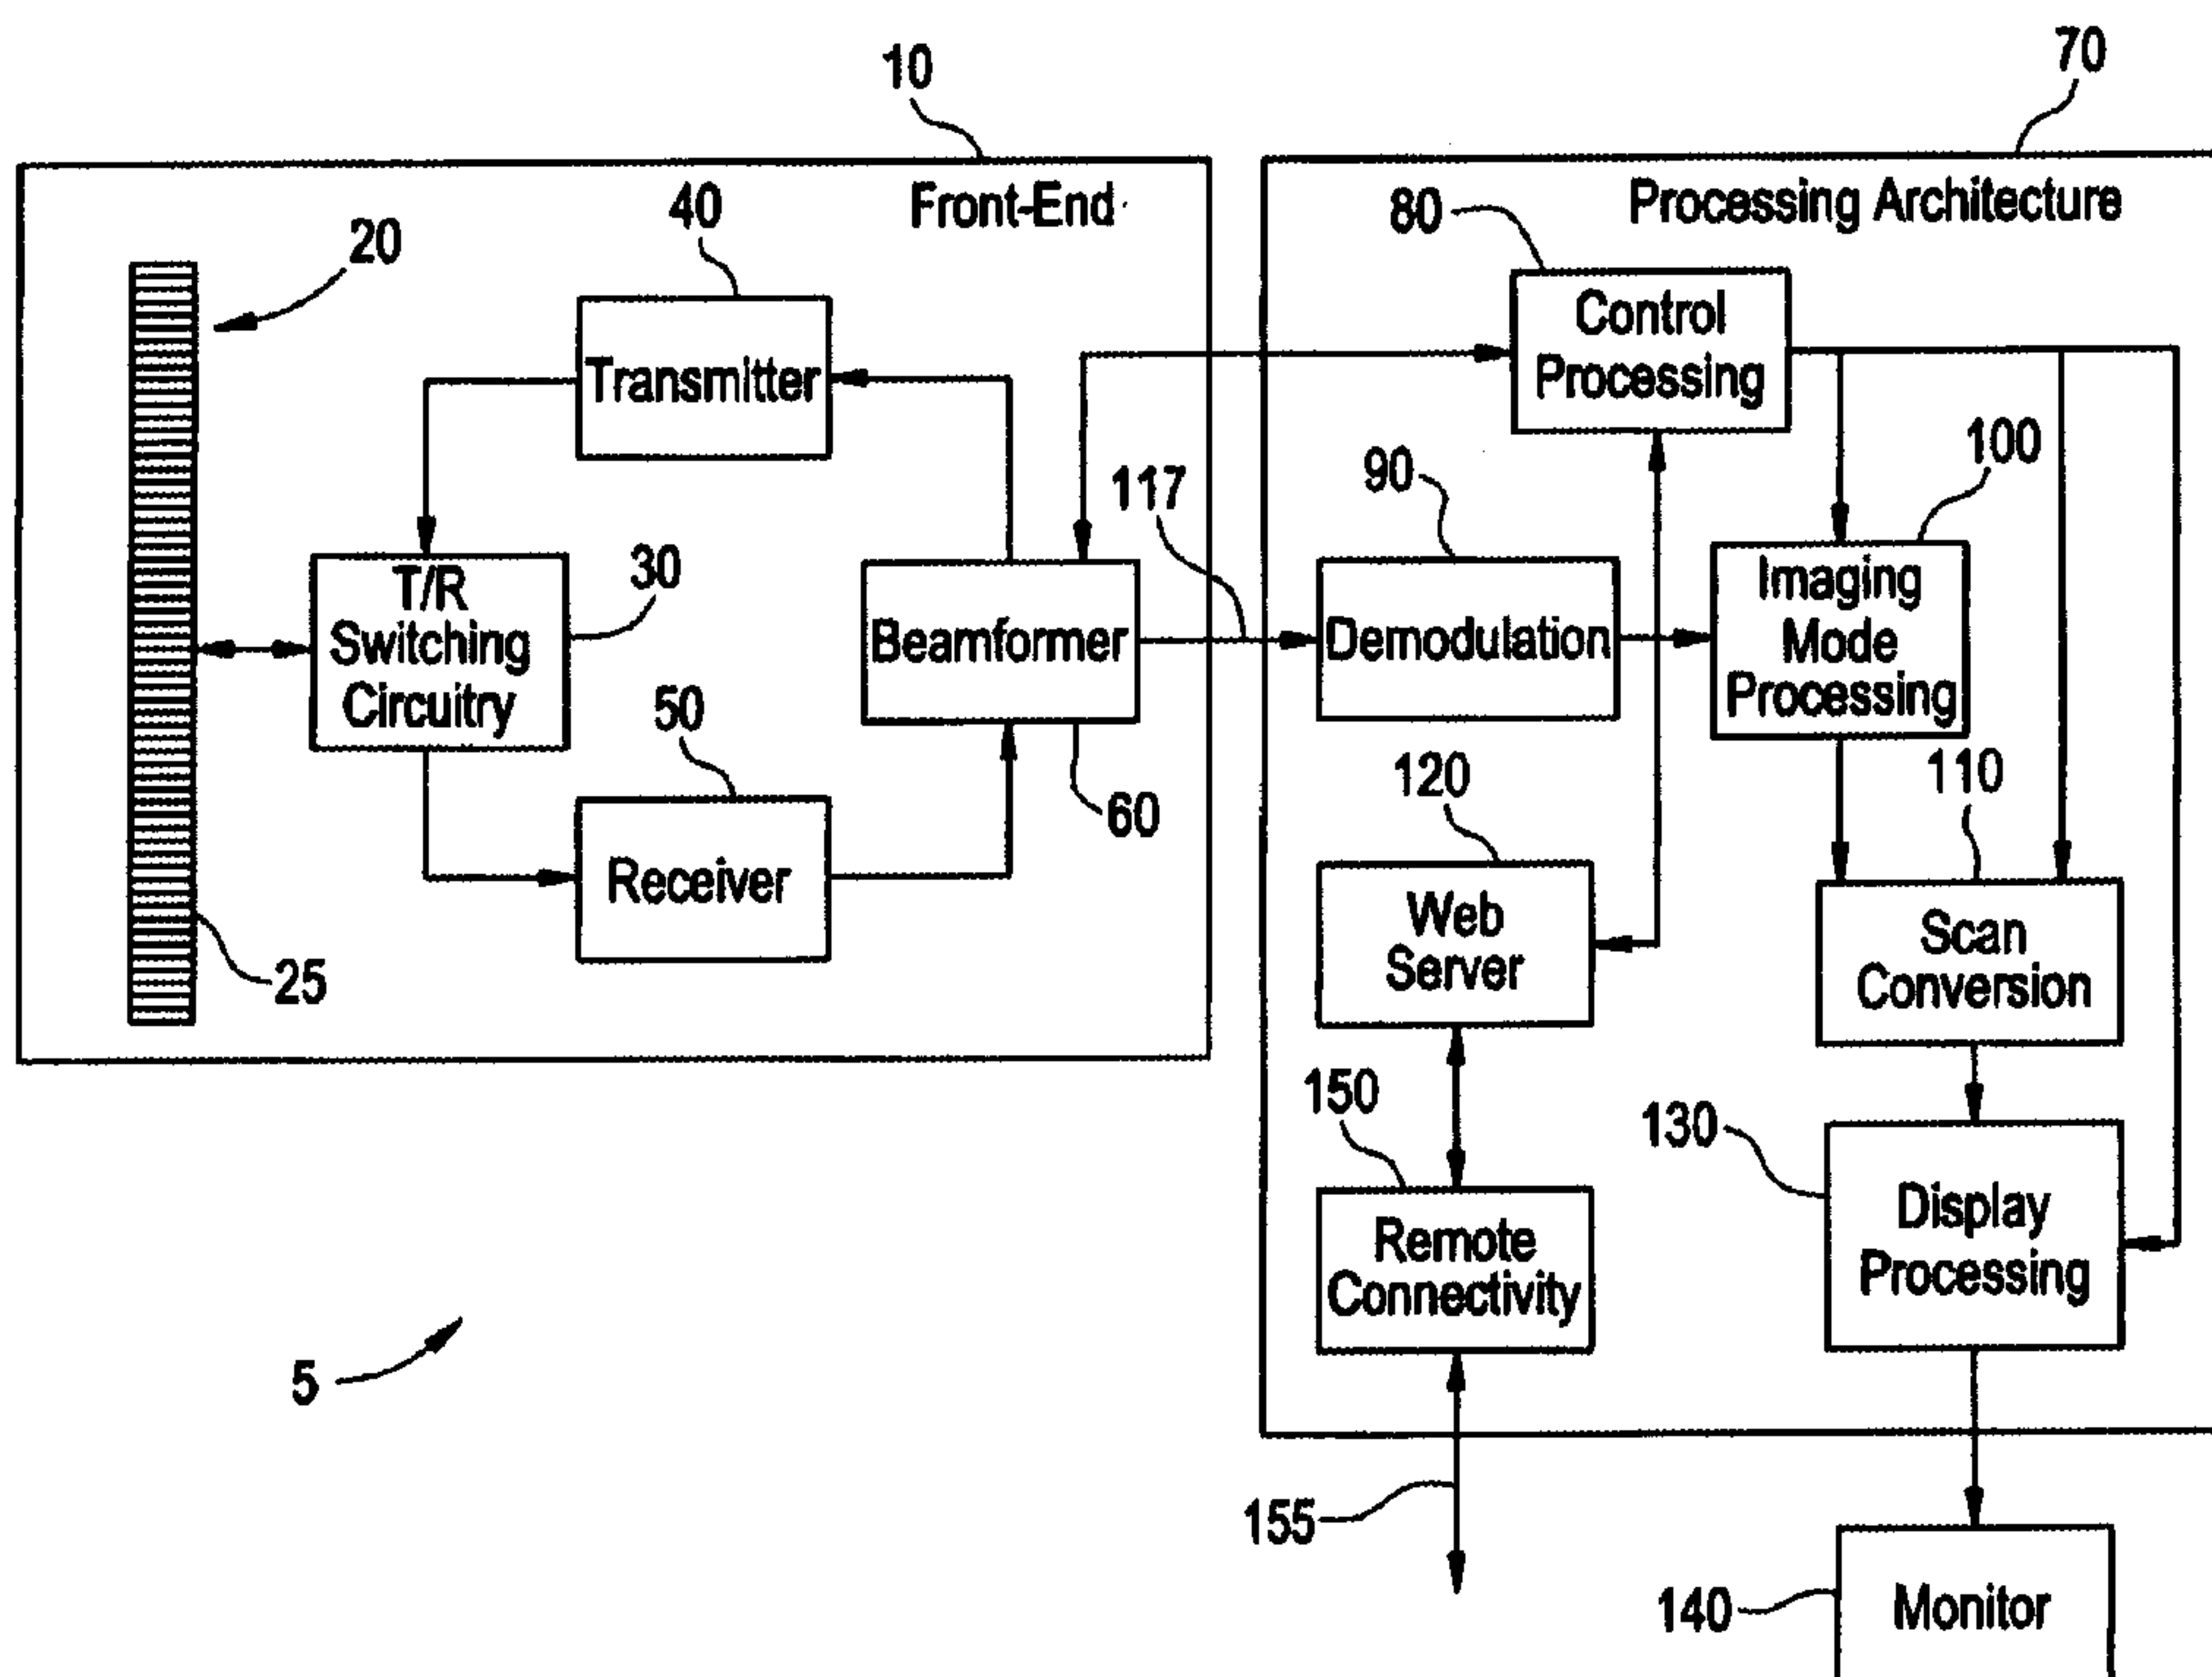 10
70
Front-End
Processing Architecture
20
40
80
Control
Processing
Transmitter
117
90
100
T/R
Switching
Circuitry
30
Beamformer
Demodulation
Imaging
Mode
Processing
50
60
120
110
Receiver
Web
Server
Scan
Conversion
25
150
130
Remote
Connectivity
Display
Processing
5
155
140
Monitor